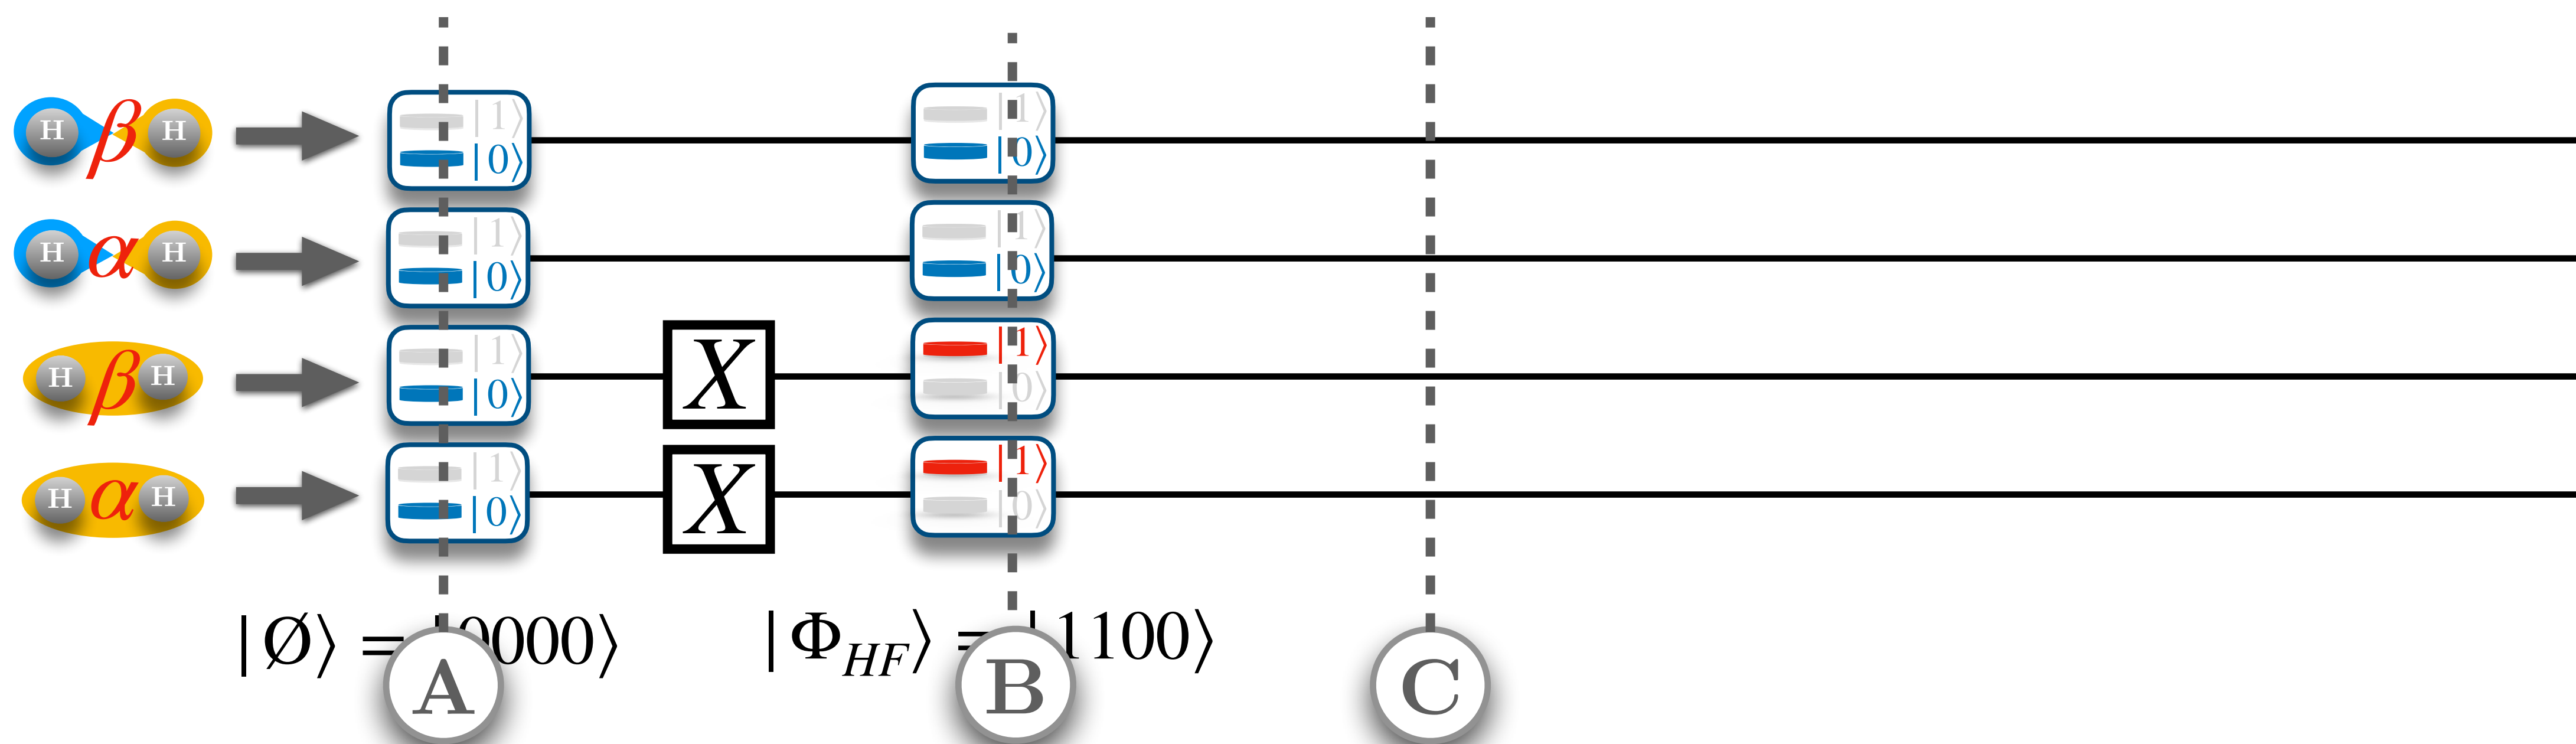 H β H |1⟩ |0⟩ |1⟩ |0⟩
H α H |1⟩ |0⟩ |1⟩ |0⟩
H β H |1⟩ |0⟩ X |1⟩ |0⟩
H α H |1⟩ |0⟩ X |1⟩ |0⟩
|Ø⟩ = |0000⟩ |Φ_HF⟩ = |1100⟩
A B C